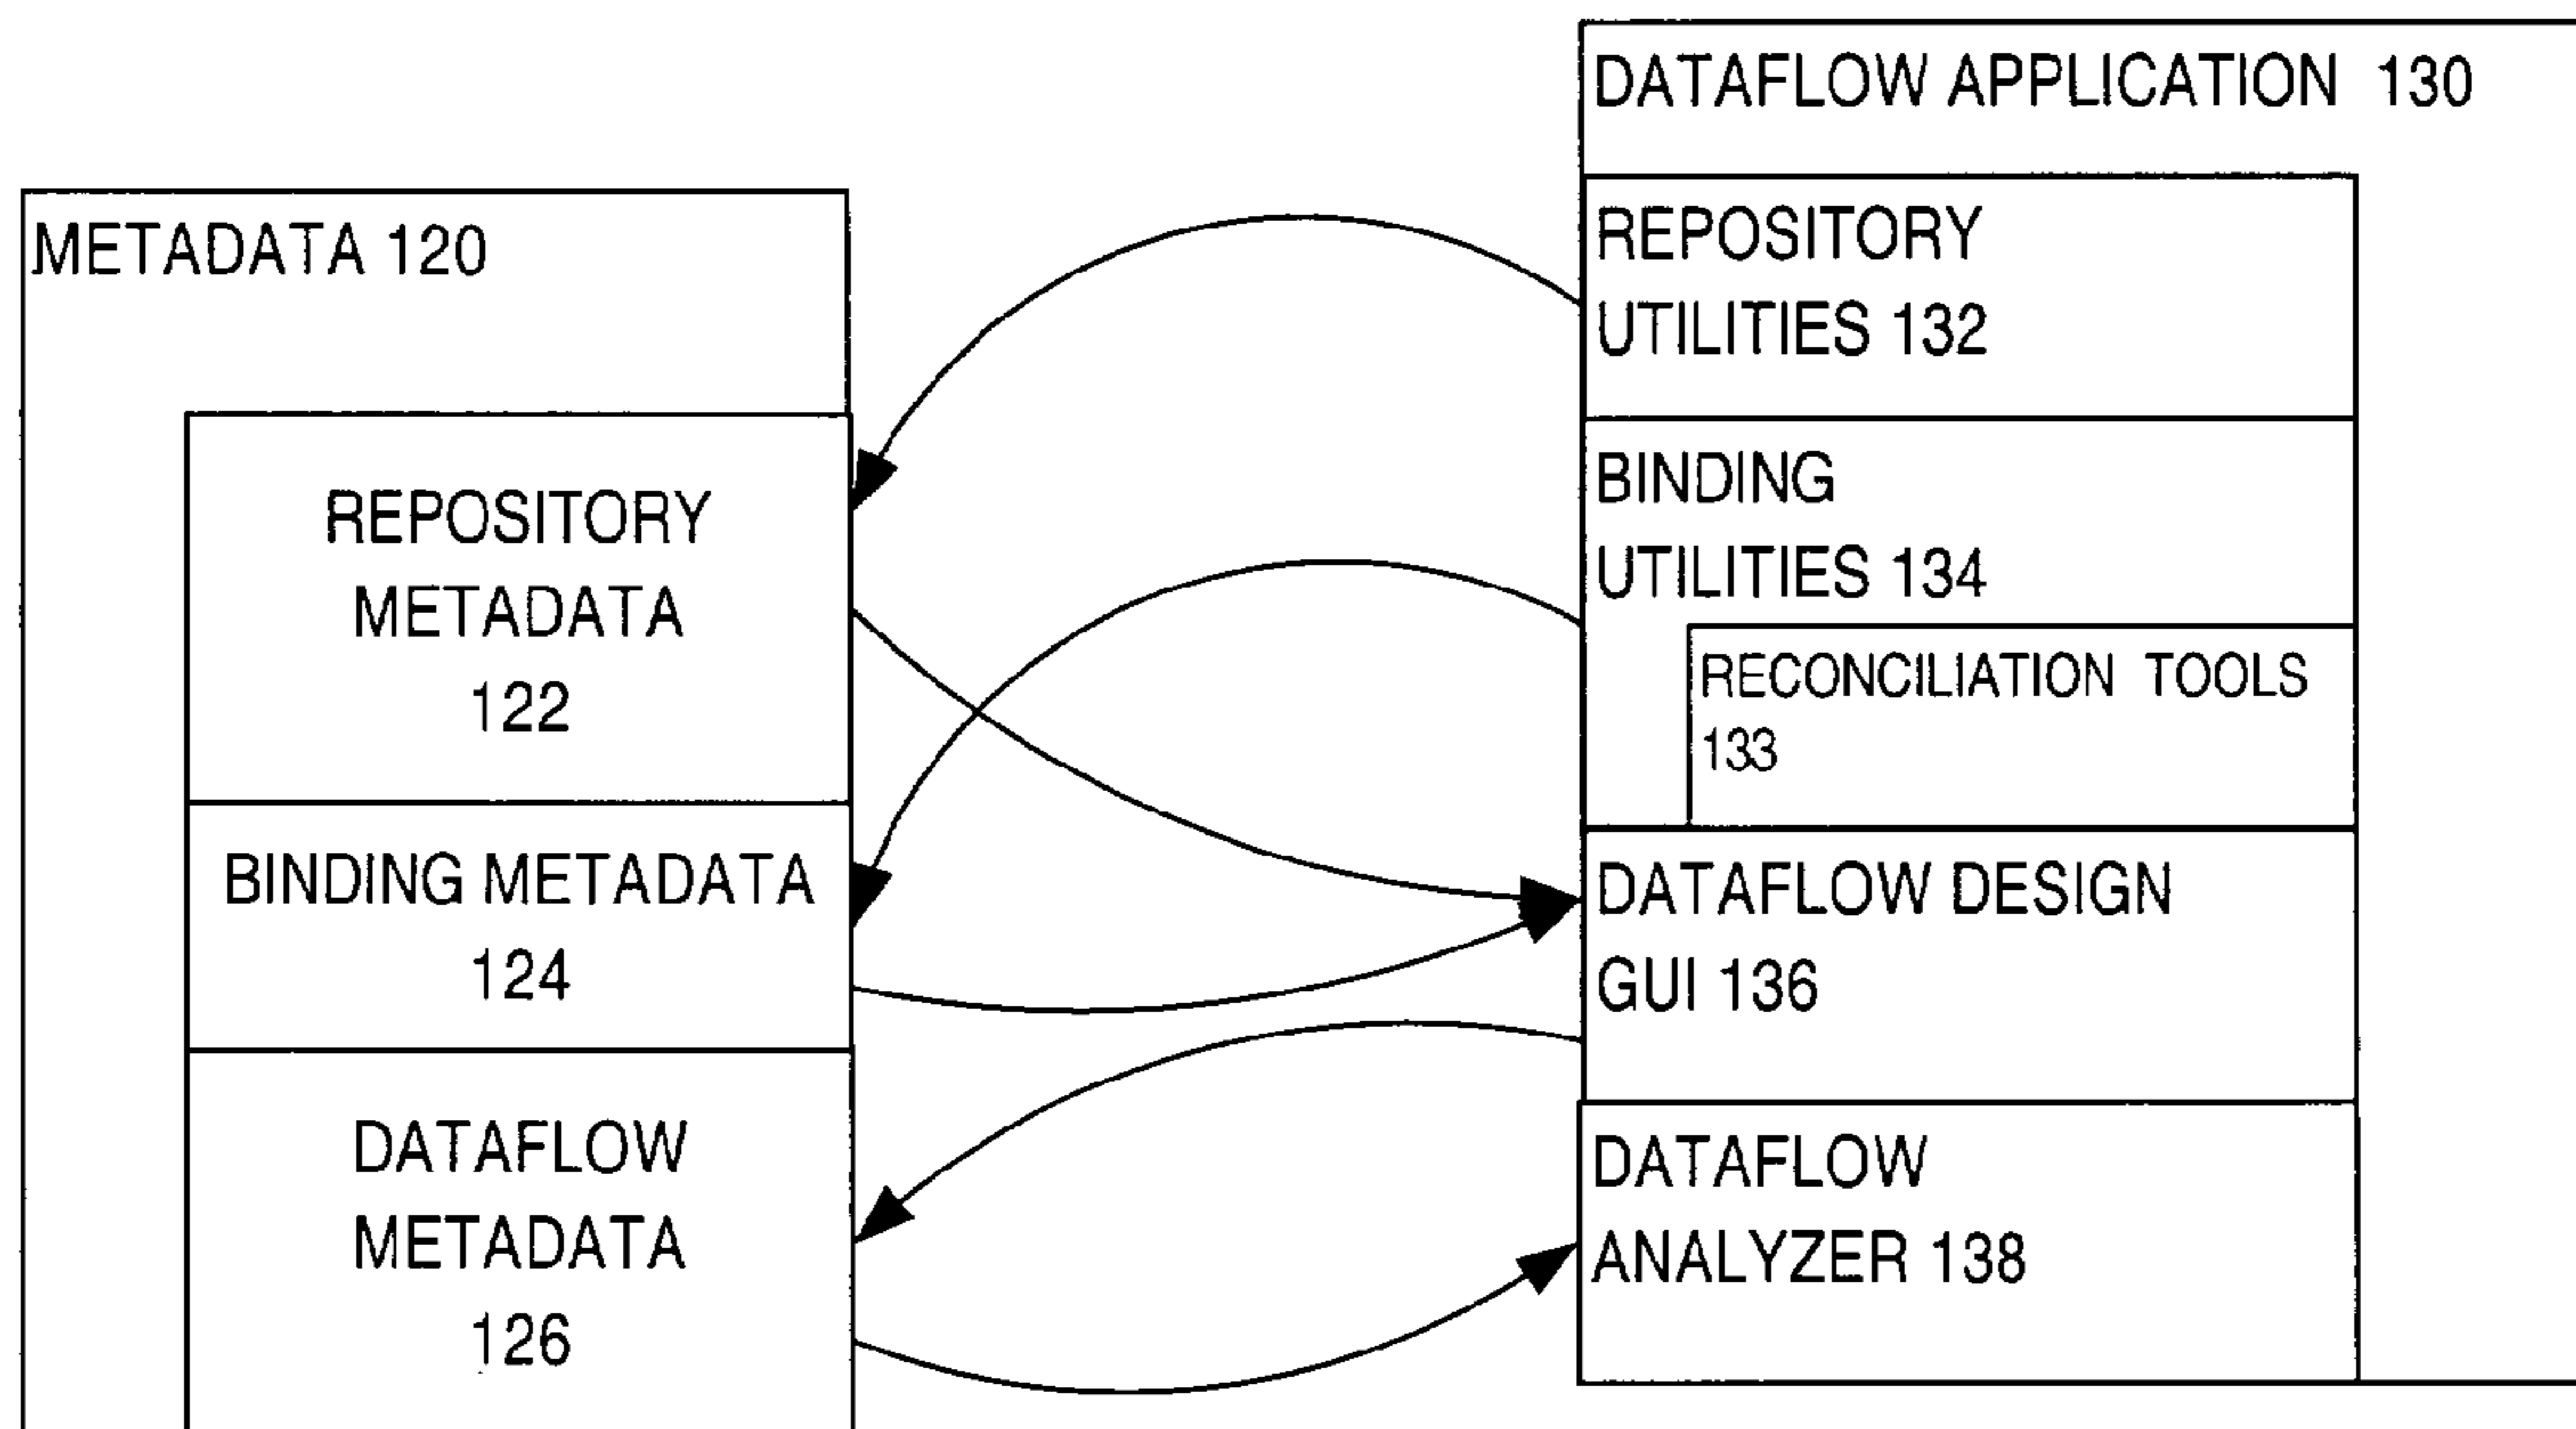 METADATA 120
REPOSITORY
METADATA
122
BINDING METADATA
124
DATAFLOW
METADATA
126
DATAFLOW APPLICATION 130
REPOSITORY
UTILITIES 132
BINDING
UTILITIES 134
RECONCILIATION TOOLS
133
DATAFLOW DESIGN
GUI 136
DATAFLOW
ANALYZER 138